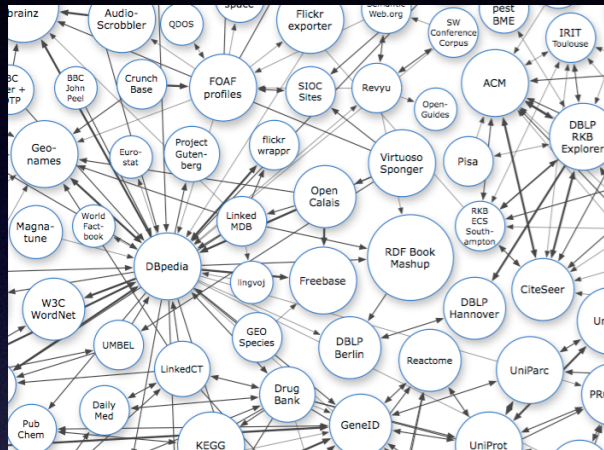 brainz
Audio-
Scrobbler
QDOS
space
Flickr
exporter
Web.org
SW
Conference
Corpus
pest
BME
IRIT
Toulouse
BBC
John
Peel
Crunch
Base
FOAF
profiles
SIOC
Sites
Revyu
Open-
Guides
ACM
DBLP
RKB
Explorer
Geo-
names
Euro-
stat
Project
Guten-
berg
flickr
wrappr
Virtuoso
Sponger
Pisa
Open
Calais
Magna-
tune
World
Fact-
book
Linked
MDB
RKB
ECS
South-
ampton
DBpedia
lingvoj
Freebase
RDF Book
Mashup
CiteSeer
W3C
WordNet
DBLP
Hannover
UMBEL
GEO
Species
DBLP
Berlin
Reactome
UniParc
LinkedCT
Drug
Bank
Daily
Med
Pub
Chem
KEGG
GeneID
UniProt